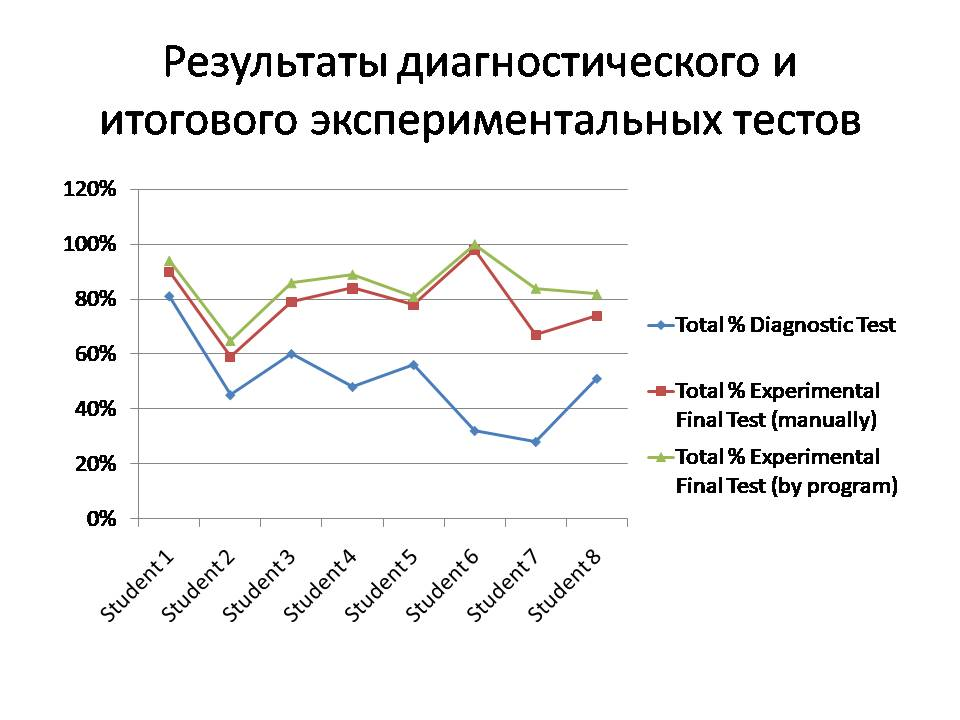 Результаты диагностического и
итогового экспериментальных тестов
120%
100%
80%
60%
40%
20%
0%
Student 1
Student 2
Student 3
Student 4
Student 5
Student 6
Student 7
Student 8
Total % Diagnostic Test
Total % Experimental
Final Test (manually)
Total % Experimental
Final Test (by program)